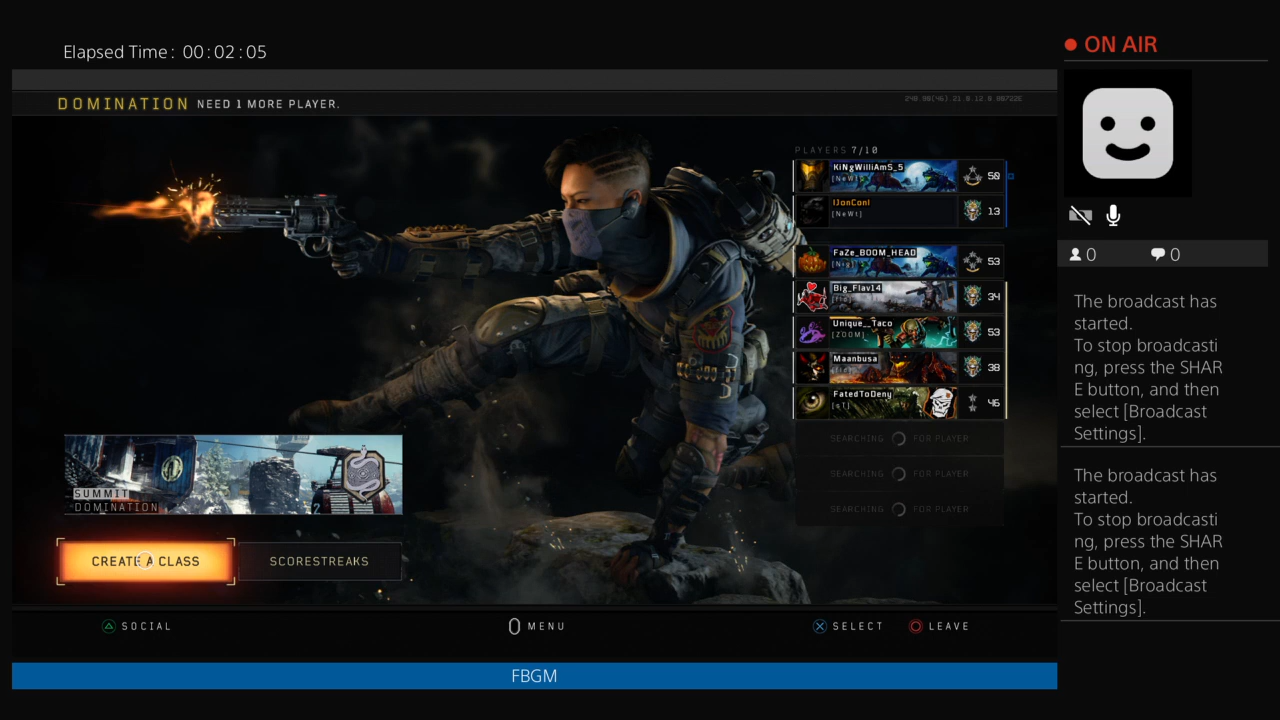 Elapsed Time: 00:02:05
ON AIR
DOMINATION NEED 1 MORE PLAYER.
PLAYERS 7/10
KiNgWilliAmS_5 50
[NeWt]
IJonConI 13
[NeWt]
FaZe_BOOM_HEAD 53
Big_Flav14 34
Unique__Taco 53
[ZOOM]
Maanbusa 38
FatedToDeny 46
[sT]
SEARCHING FOR PLAYER
SEARCHING FOR PLAYER
SEARCHING FOR PLAYER
SUMMIT
DOMINATION
CREATE A CLASS
SCORESTREAKS
SOCIAL
MENU
SELECT
LEAVE
FBGM
0 0
The broadcast has
started.
To stop broadcasti
ng, press the SHAR
E button, and then
select [Broadcast
Settings].
The broadcast has
started.
To stop broadcasti
ng, press the SHAR
E button, and then
select [Broadcast
Settings].